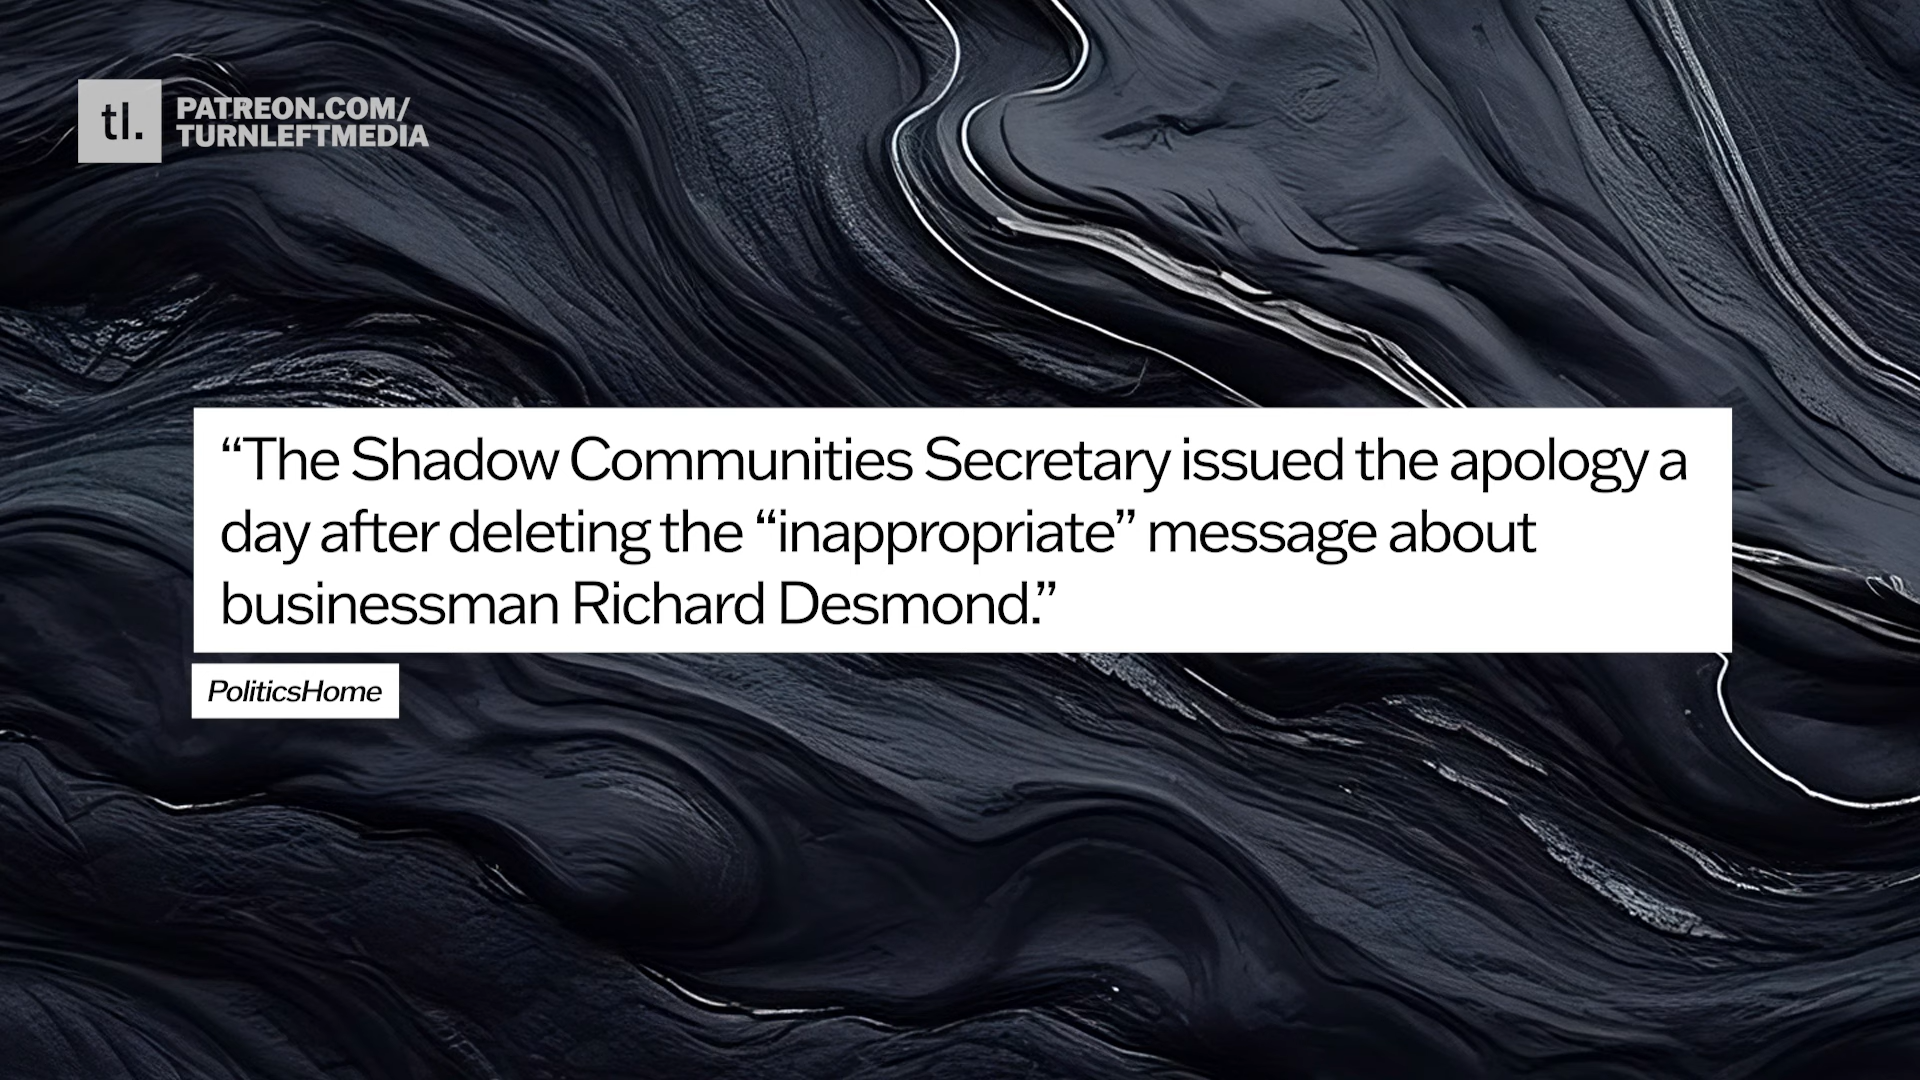 tl.
PATREON.COM/
TURNLEFTMEDIA
“The Shadow Communities Secretary issued the apology a
day after deleting the “inappropriate” message about
businessman Richard Desmond.”
PoliticsHome